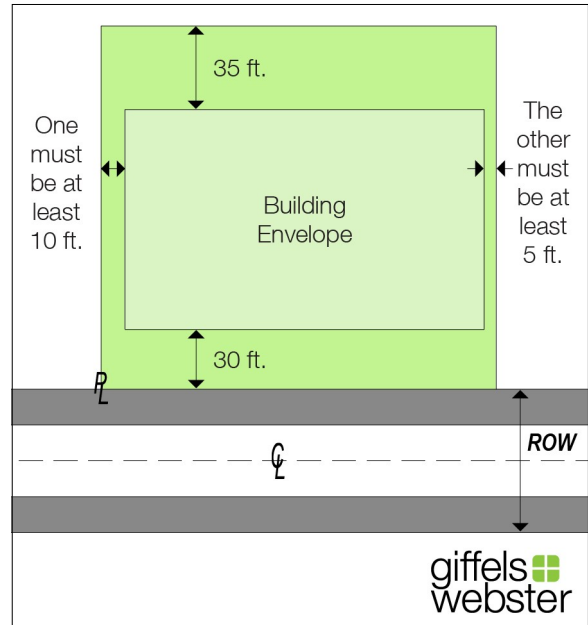 35 ft.
One
must
be at
least
10 ft.
The
other
must
be at
least
5 ft.
Building
Envelope
30 ft.
PL
ROW
CL
giffels
webster